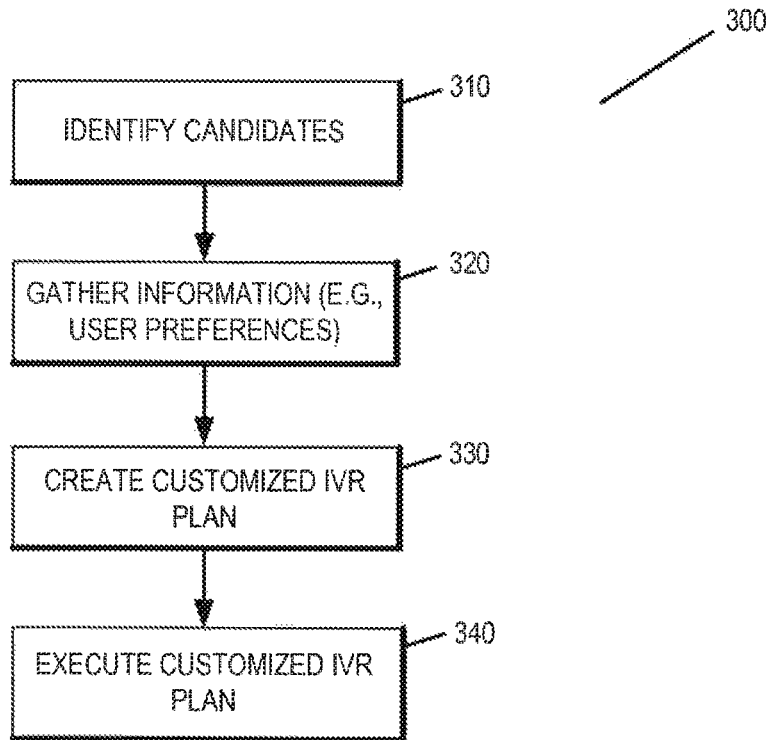 300
310
IDENTIFY CANDIDATES
320
GATHER INFORMATION (E.G.,
USER PREFERENCES)
330
CREATE CUSTOMIZED IVR
PLAN
340
EXECUTE CUSTOMIZED IVR
PLAN